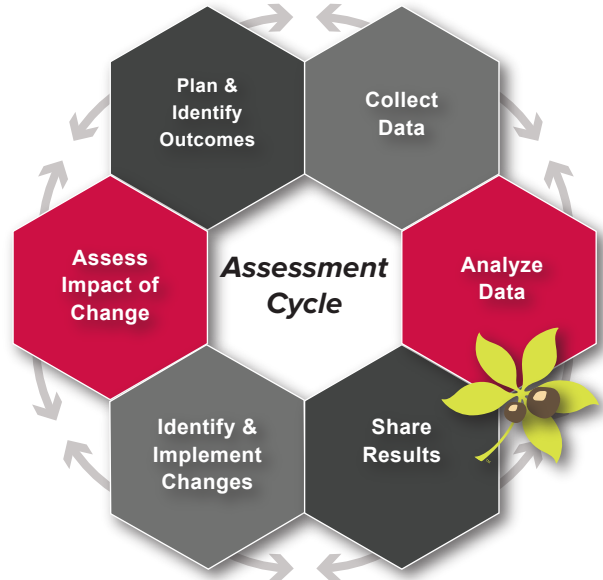 Plan &
Identify
Outcomes
Collect
Data
Assess
Impact of
Change
Assessment
Cycle
Analyze
Data
Identify &
Implement
Changes
Share
Results